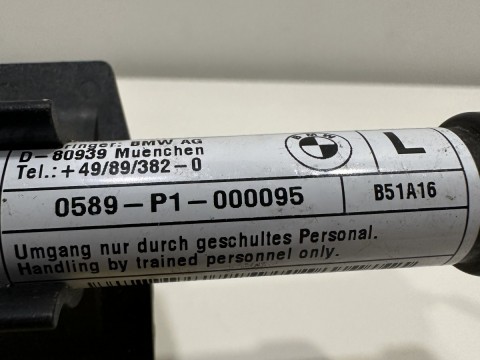 BMW AG
D-80939 Muenchen
Tel.: +49/89/382-0
BMW
L
0589-P1-000095
B51A16
Umgang nur durch geschultes Personal.
Handling by trained personnel only.